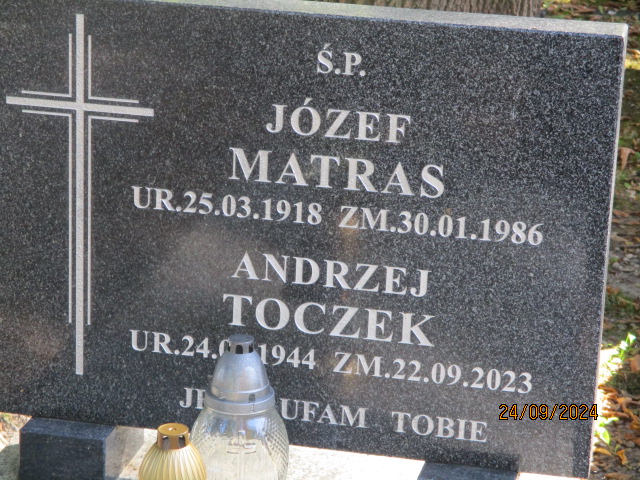 Ś.P.
JÓZEF
MATRAS
UR.25.03.1918 ZM.30.01.1986
ANDRZEJ
TOCZEK
1944 ZM.22.09.2023
UFAM TOBIE
24/09/2024